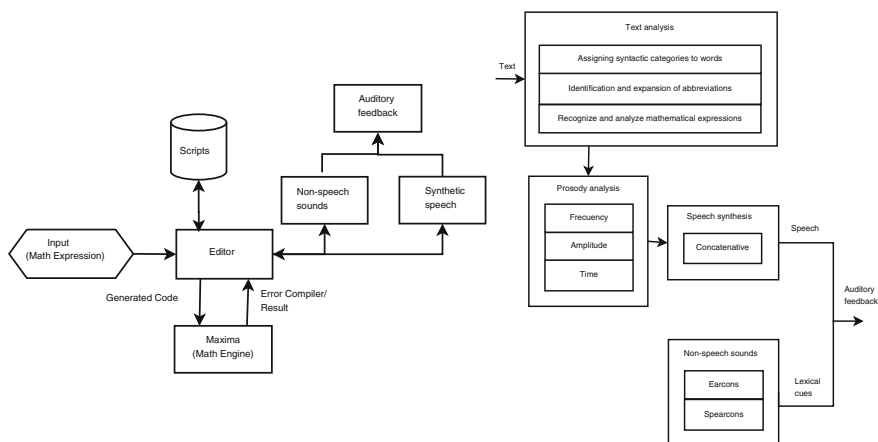 Auditory
feedback
Scripts
Non-speech
sounds
Synthetic
speech
Input
(Math Expression)
Editor
Generated Code
Error Compiler/
Result
Maxima
(Math Engine)
Text analysis
Text
Assigning syntactic categories to words
Identification and expansion of abbreviations
Recognize and analyze mathematical expressions
Prosody analysis
Frecuency
Amplitude
Time
Speech synthesis
Concatenative
Speech
Auditory
feedback
Non-speech sounds
Earcons
Spearcons
Lexical
cues